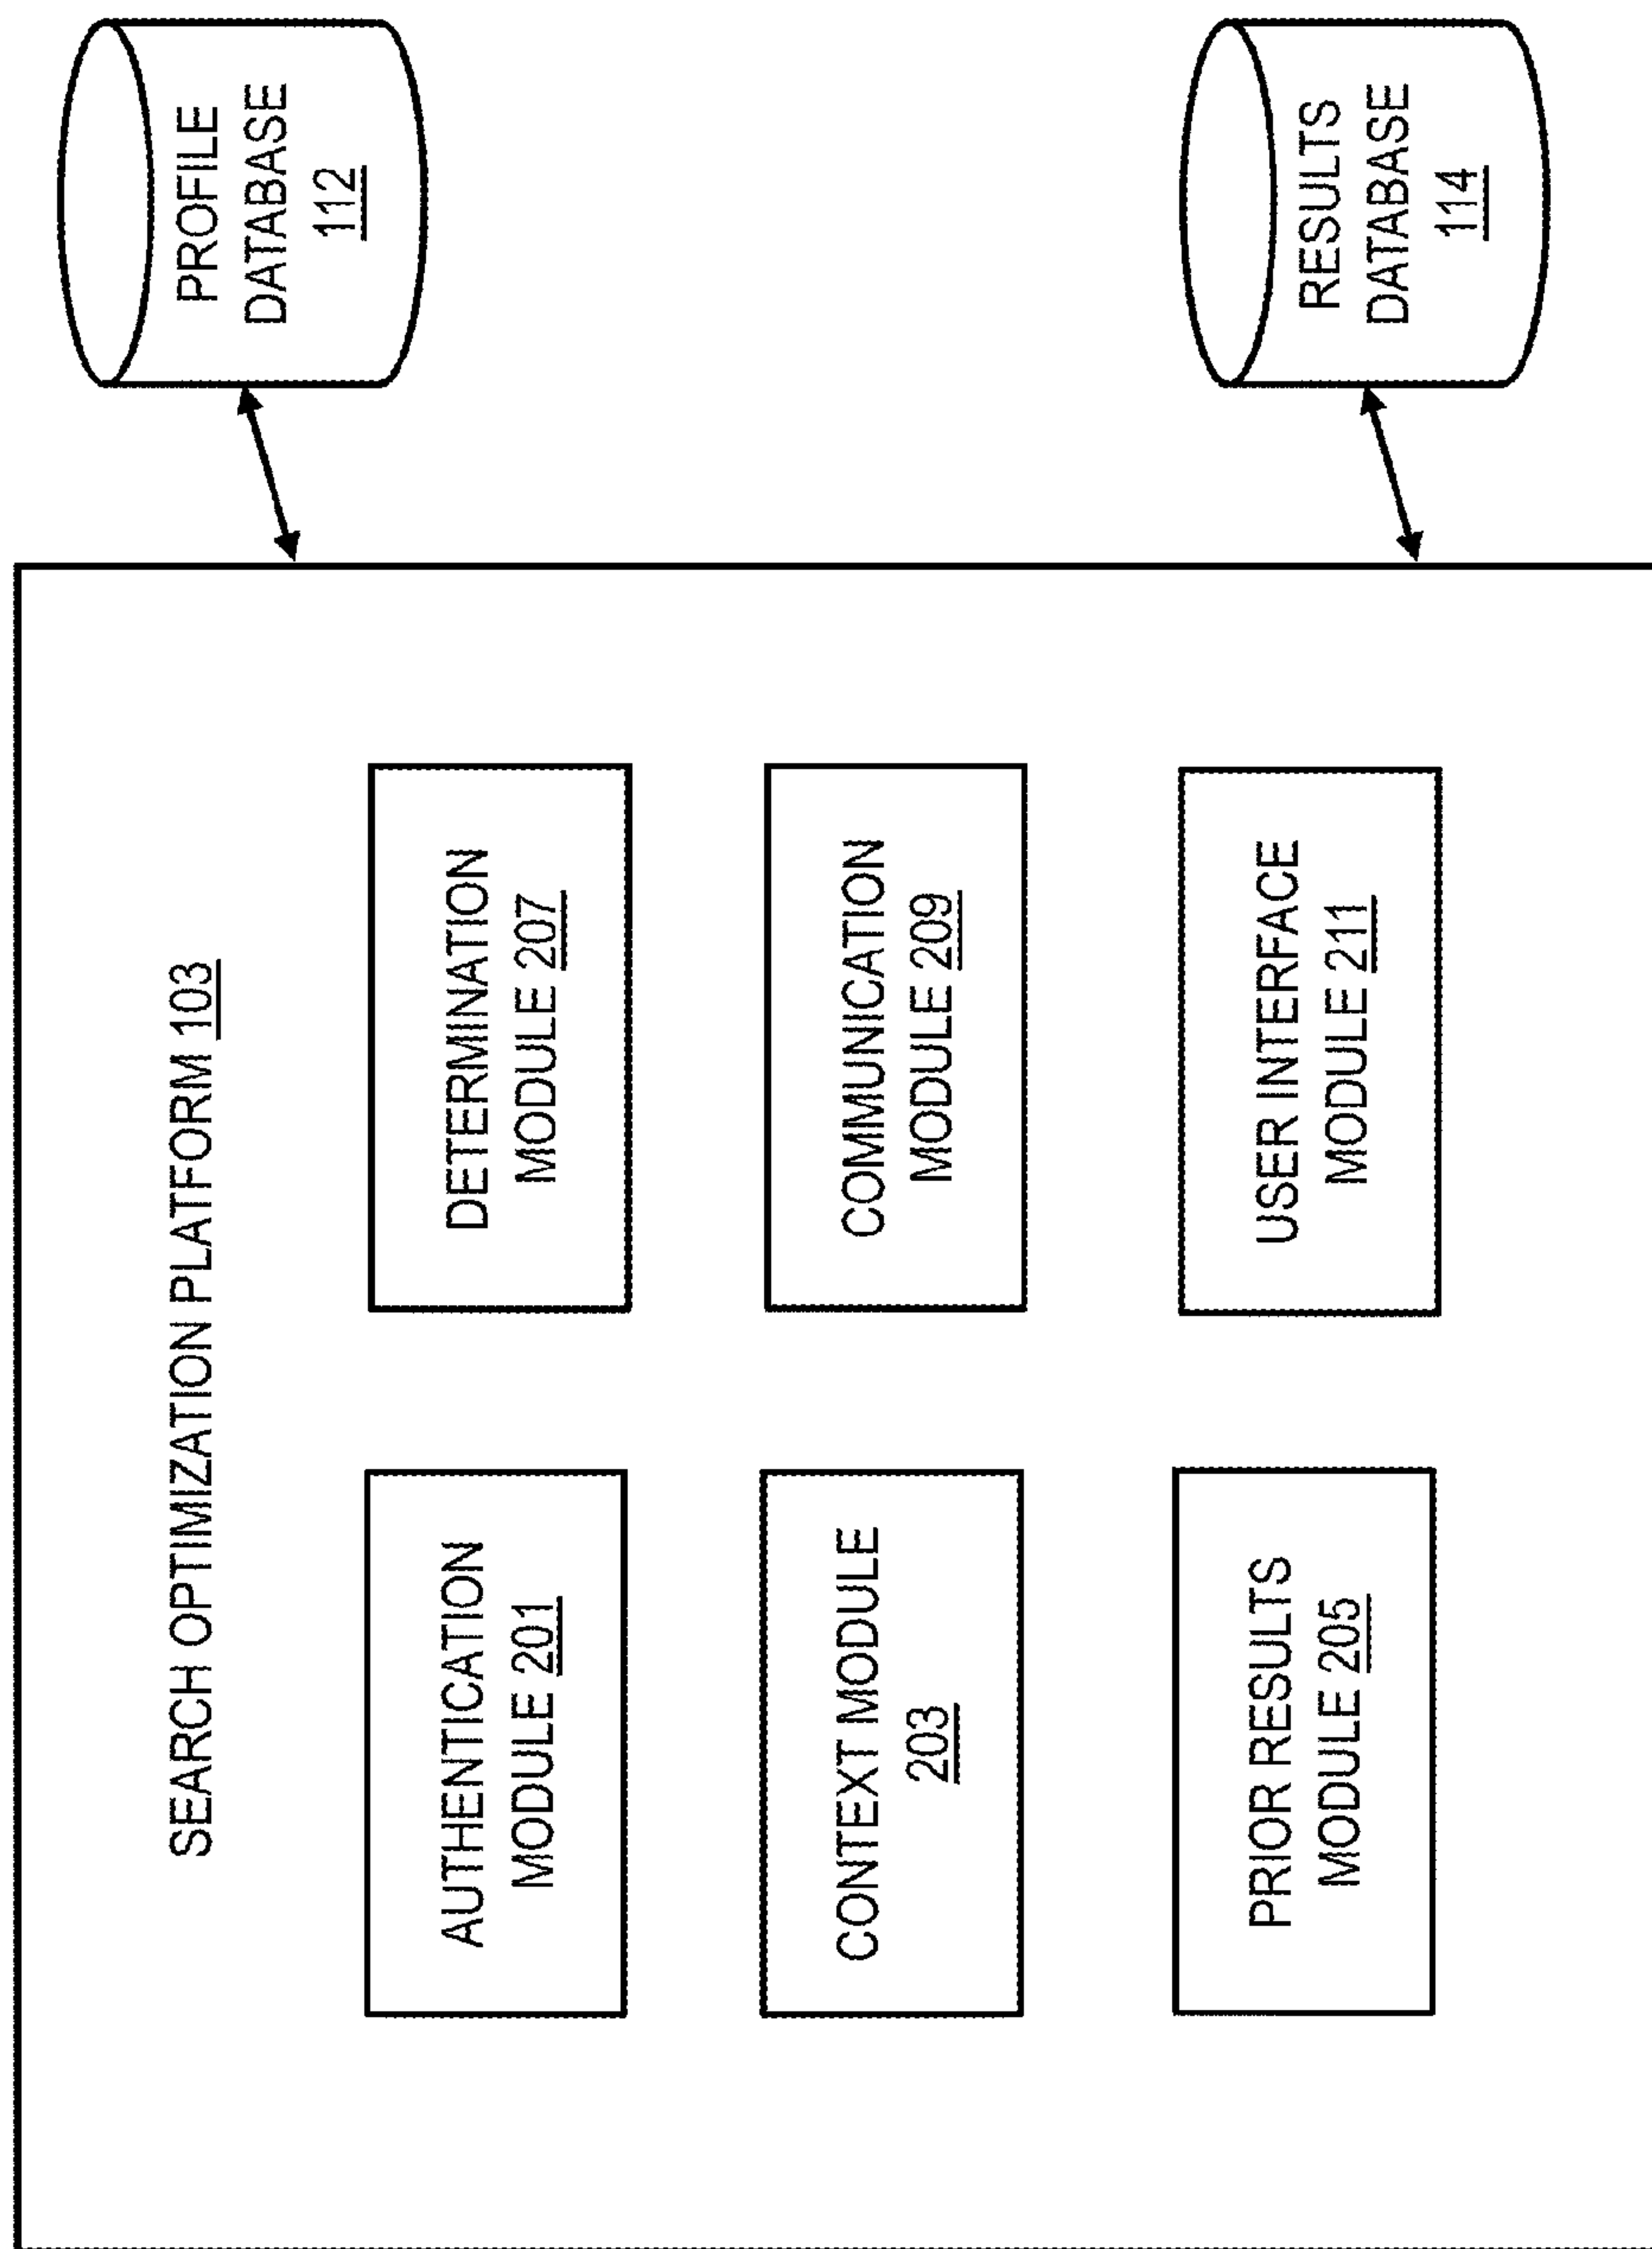 SEARCH OPTIMIZATION PLATFORM 103
AUTHENTICATION
MODULE 201
CONTEXT MODULE
203
PRIOR RESULTS
MODULE 205
DETERMINATION
MODULE 207
COMMUNICATION
MODULE 209
USER INTERFACE
MODULE 211
PROFILE
DATABASE
112
RESULTS
DATABASE
114